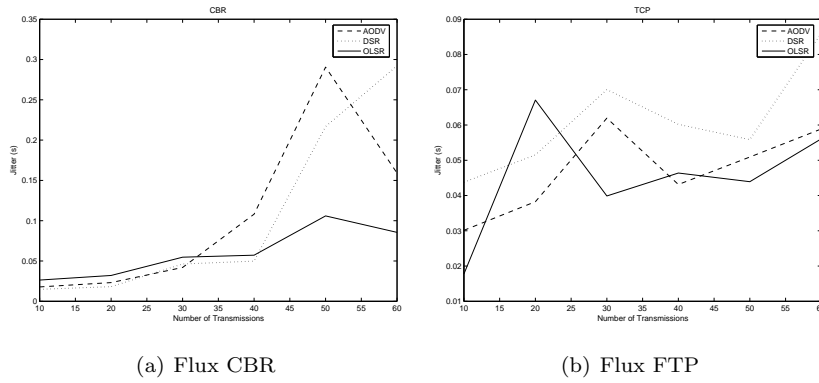 CBR
0.35
0.3
0.25
0.2
0.15
0.1
0.05
0
Jitter (s)
10 15 20 25 30 35 40 45 50 55 60
Number of Transmissions
AODV
DSR
OLSR
(a) Flux CBR
TCP
0.09
0.08
0.07
0.06
0.05
0.04
0.03
0.02
0.01
Jitter (s)
10 15 20 25 30 35 40 45 50 55 60
Number of Transmissions
AODV
DSR
OLSR
(b) Flux FTP